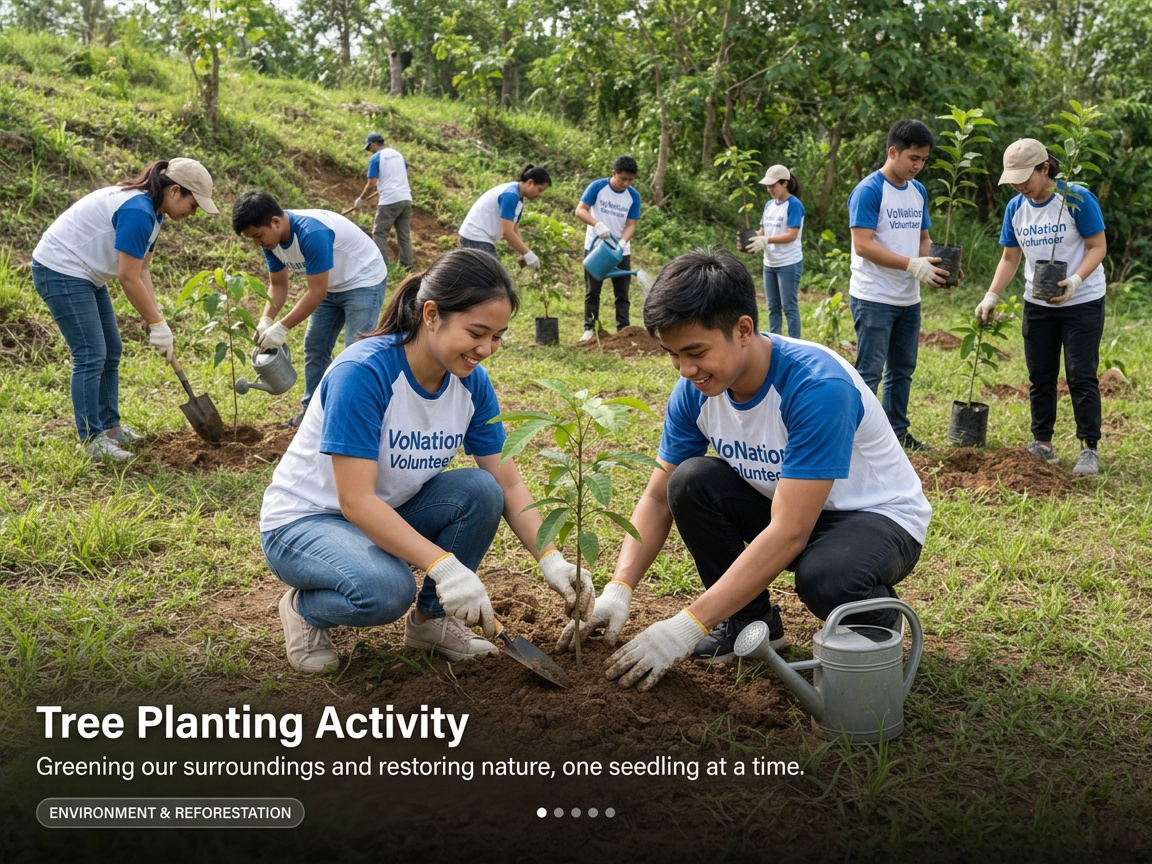 VoNation
Volunteer
VoNation
Volunteer
VoNation
Volunteer
VoNation
Volunteer
Tree Planting Activity
Greening our surroundings and restoring nature, one seedling at a time.
ENVIRONMENT & REFORESTATION